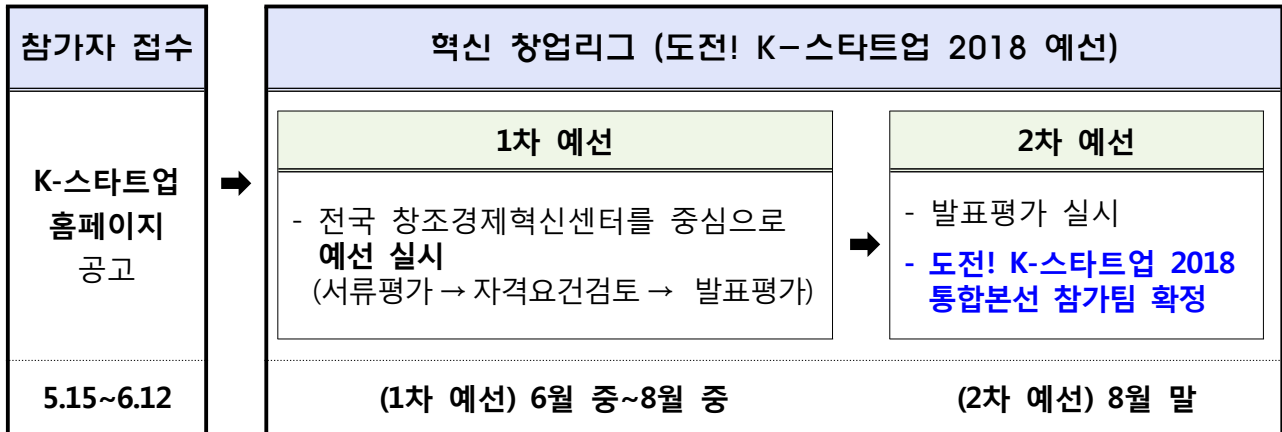 참가자 접수
K-스타트업
홈페이지
공고
5.15~6.12
➡
혁신 창업리그 (도전! K-스타트업 2018 예선)
1차 예선
- 전국 창조경제혁신센터를 중심으로
예선 실시
(서류평가 → 자격요건검토 → 발표평가)
➡
2차 예선
- 발표평가 실시
- 도전! K-스타트업 2018
통합본선 참가팀 확정
(1차 예선) 6월 중~8월 중
(2차 예선) 8월 말